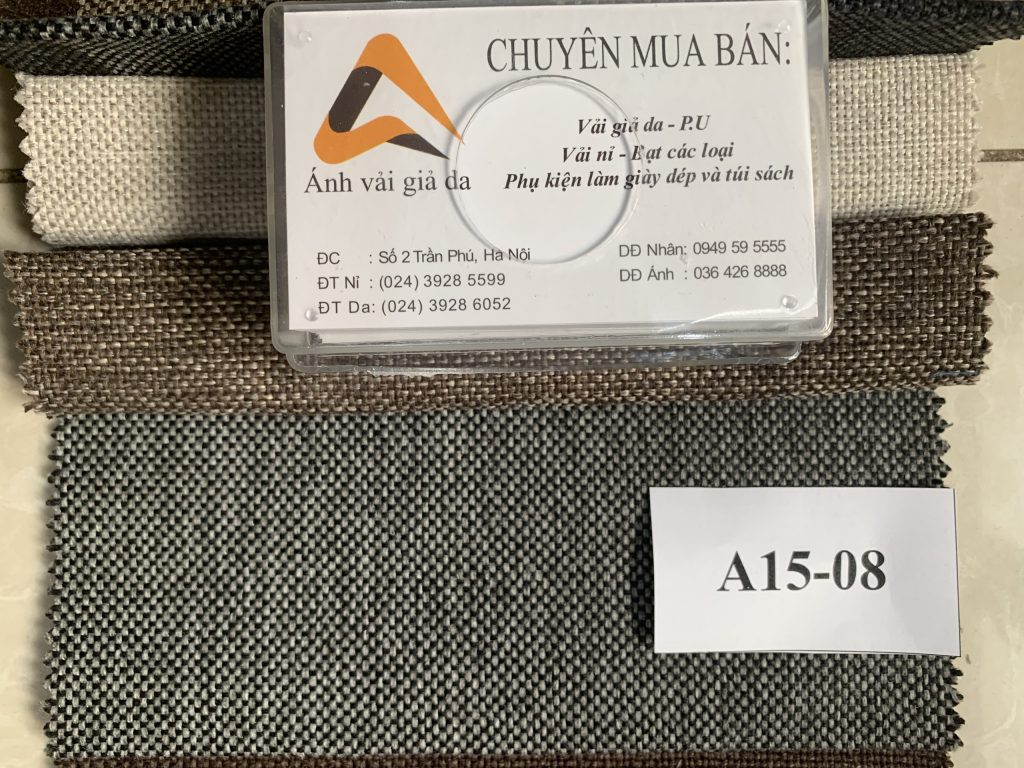 CHUYÊN MUA BÁN:
Vải giả da - P.U
Vải nỉ - Bạt các loại
Phụ kiện làm giày dép và túi sách
Ánh vải giả da
ĐC : Số 2 Trần Phú, Hà Nội
ĐT Nỉ : (024) 3928 5599
ĐT Da: (024) 3928 6052
DĐ Nhân: 0949 59 5555
DĐ Ánh : 036 426 8888
A15-08